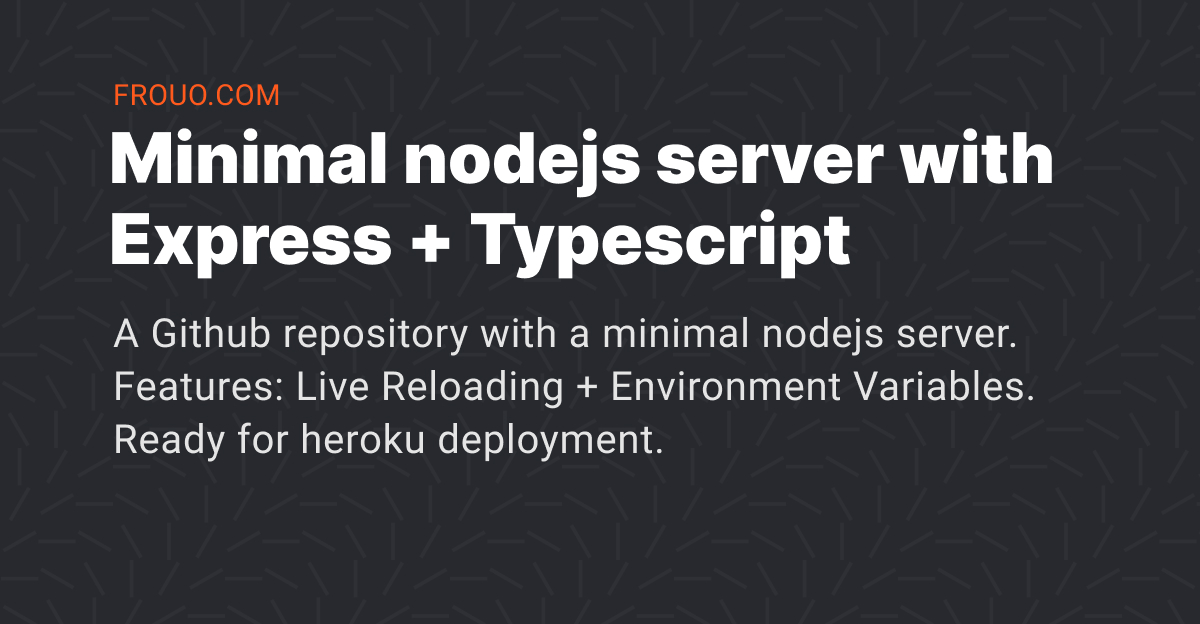 FROUO.COM
Minimal nodejs server with
Express + Typescript
A Github repository with a minimal nodejs server.
Features: Live Reloading + Environment Variables.
Ready for heroku deployment.